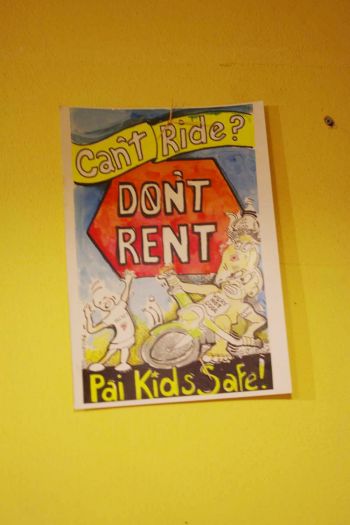 Can't Ride?
DON'T
RENT
Pai Kids Safe!